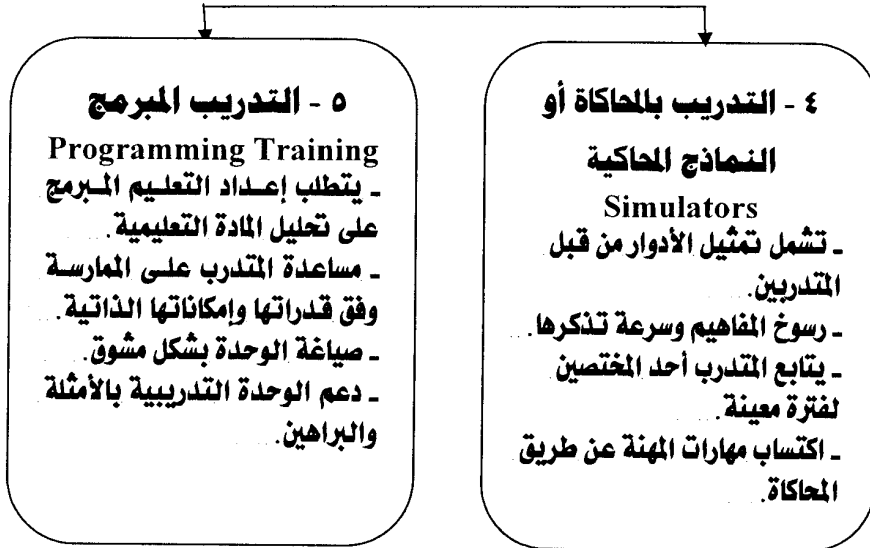 ٤ - التدريب بالمحاكاة أو
النماذج المحاكية
Simulators
ـ تشمل تمثيل الأدوار من قبل
المتدربين.
ـ رسوخ المفاهيم وسرعة تذكرها.
ـ يتابع المتدرب أحد المختصين
لفترة معينة.
ـ اكتساب مهارات المهنة عن طريق
المحاكاة.
٥ - التدريب المبرمج
Programming Training
ـ يتطلب إعداد التعليم المبرمج
على تحليل المادة التعليمية.
ـ مساعدة المتدرب على الممارسة
وفق قدراتها وإمكاناتها الذاتية.
ـ صياغة الوحدة بشكل مشوق.
ـ دعم الوحدة التدريبية بالأمثلة
والبراهين.